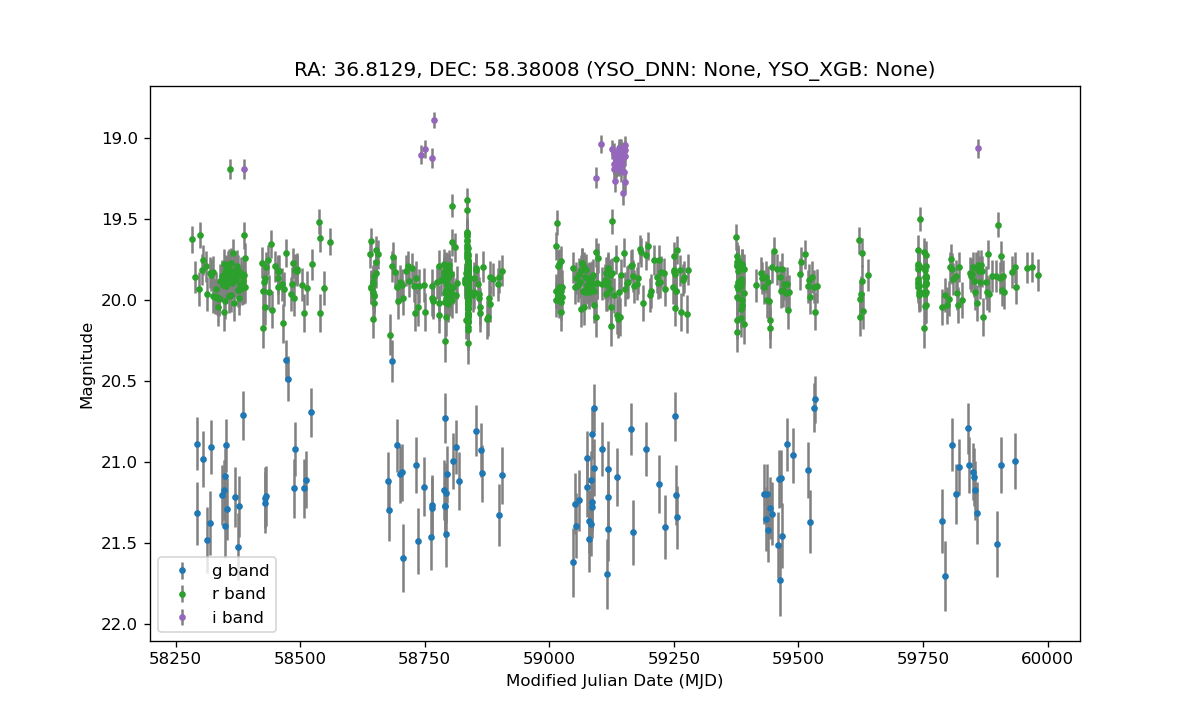 RA: 36.8129, DEC: 58.38008 (YSO_DNN: None, YSO_XGB: None)
19.0
19.5
20.0
20.5
21.0
21.5
22.0
Magnitude
g band
r band
i band
58250 58500 58750 59000 59250 59500 59750 60000
Modified Julian Date (MJD)